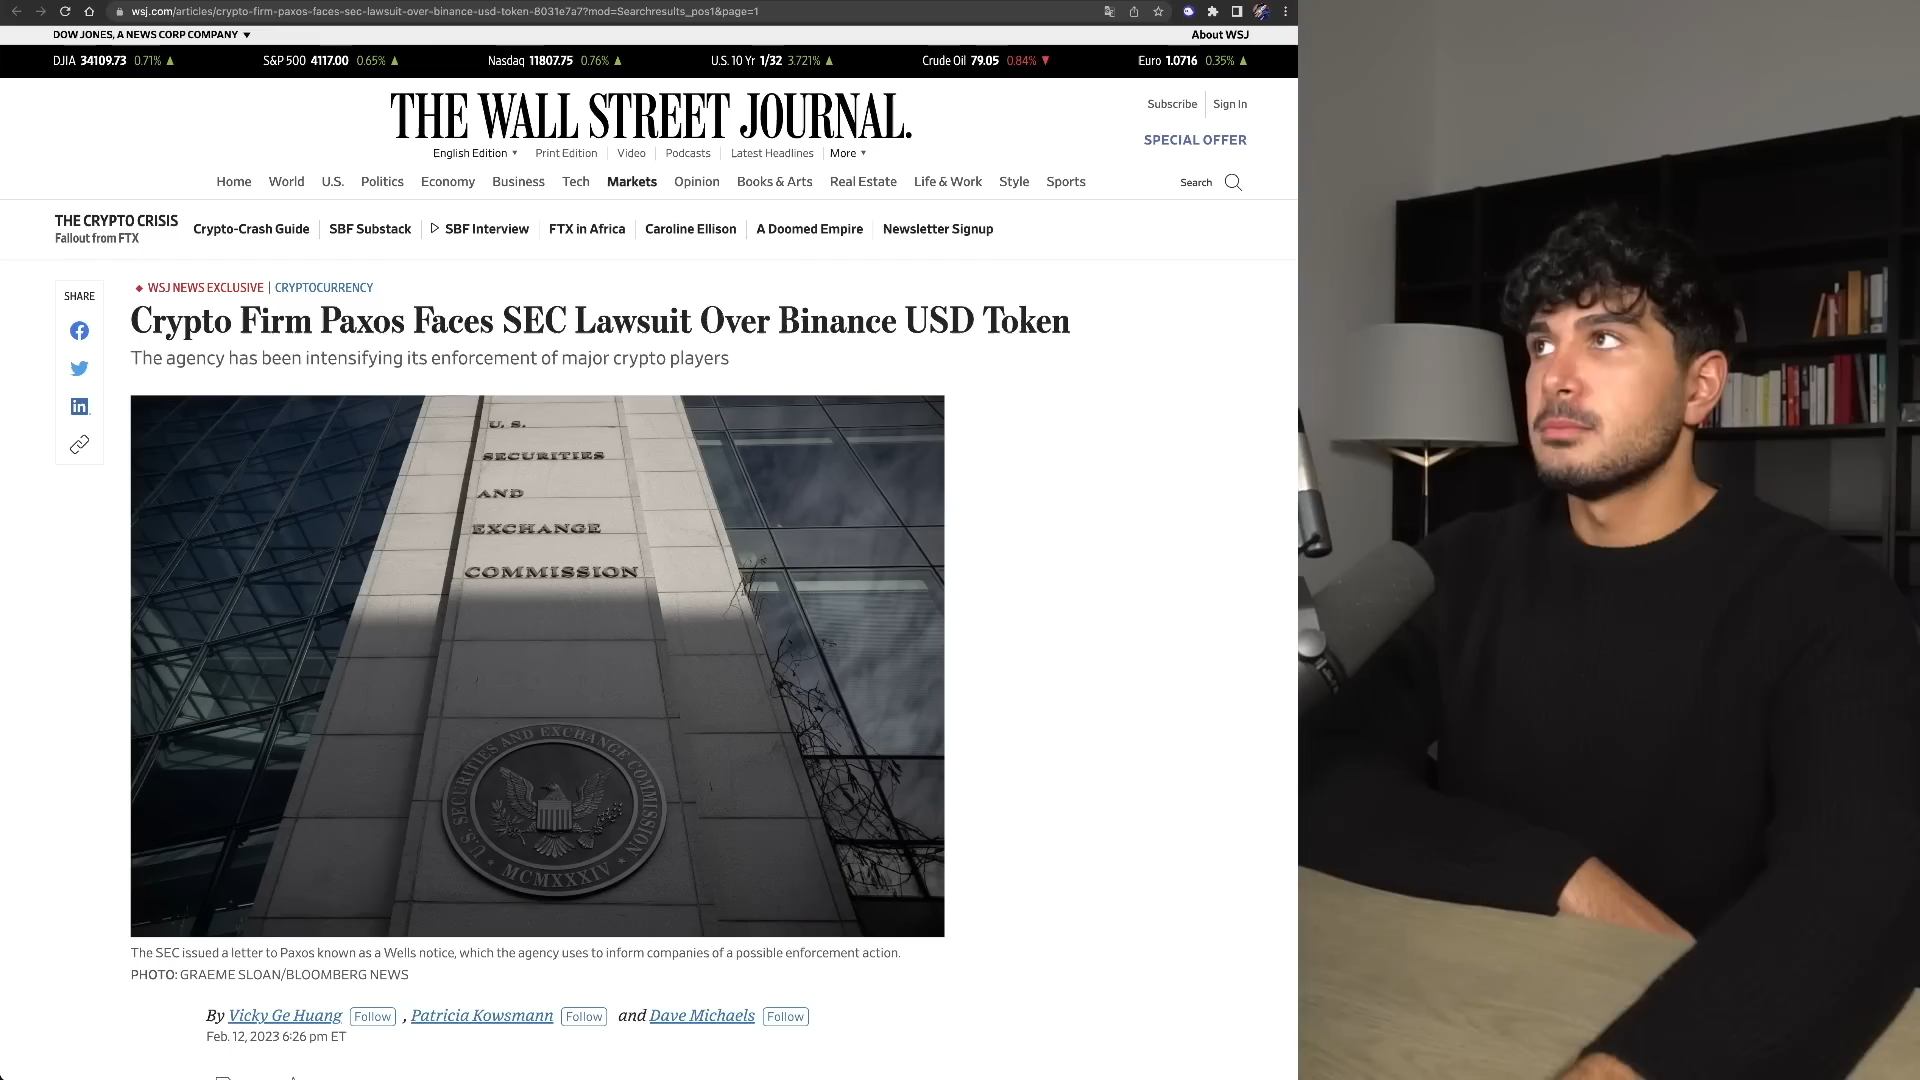 wsj.com/articles/crypto-firm-paxos-faces-sec-lawsuit-over-binance-usd-token-8031e7a7?mod=Searchresults_pos1&page=1
DOW JONES, A NEWS CORP COMPANY ▼ About WSJ
DJIA 34109.73 0.71% ▲ S&P 500 4117.00 0.65% ▲ Nasdaq 11807.75 0.76% ▲ U.S. 10 Yr 1/32 3.721% ▲ Crude Oil 79.05 0.84% ▼ Euro 1.0716 0.35% ▲
THE WALL STREET JOURNAL.
Subscribe Sign In
SPECIAL OFFER
English Edition ▼ Print Edition Video Podcasts Latest Headlines More ▼
Home World U.S. Politics Economy Business Tech Markets Opinion Books & Arts Real Estate Life & Work Style Sports Search
THE CRYPTO CRISIS
Fallout from FTX
Crypto-Crash Guide SBF Substack SBF Interview FTX in Africa Caroline Ellison A Doomed Empire Newsletter Signup
SHARE
◆ WSJ NEWS EXCLUSIVE | CRYPTOCURRENCY
Crypto Firm Paxos Faces SEC Lawsuit Over Binance USD Token
The agency has been intensifying its enforcement of major crypto players
U.S.
SECURITIES
AND
EXCHANGE
COMMISSION
U.S. SECURITIES AND EXCHANGE COMMISSION
MCMXXXIV
The SEC issued a letter to Paxos known as a Wells notice, which the agency uses to inform companies of a possible enforcement action.
PHOTO: GRAEME SLOAN/BLOOMBERG NEWS
By Vicky Ge Huang Follow , Patricia Kowsmann Follow and Dave Michaels Follow
Feb. 12, 2023 6:26 pm ET